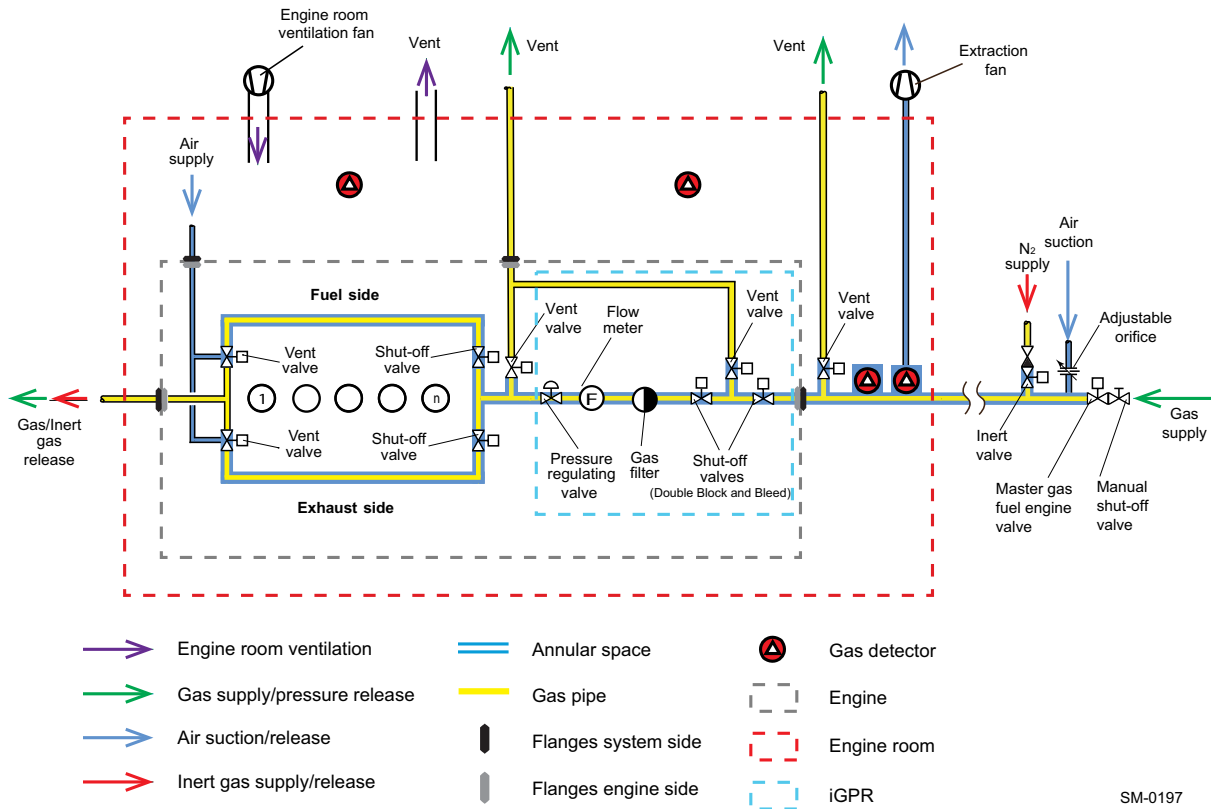 Engine room
ventilation fan
Vent
Vent
Vent
Extraction
fan
Air
supply
N2
supply
Air
suction
Adjustable
orifice
Fuel side
Vent
valve
Flow
meter
Vent
valve
Vent
valve
Vent
valve
Shut-off
valve
1
n
F
Gas/Inert
gas
release
Vent
valve
Shut-off
valve
Pressure
regulating
valve
Gas
filter
Shut-off
valves
(Double Block and Bleed)
Inert
valve
Master gas
fuel engine
valve
Manual
shut-off
valve
Gas
supply
Exhaust side
Engine room ventilation
Gas supply/pressure release
Air suction/release
Inert gas supply/release
Annular space
Gas pipe
Flanges system side
Flanges engine side
Gas detector
Engine
Engine room
iGPR
SM-0197